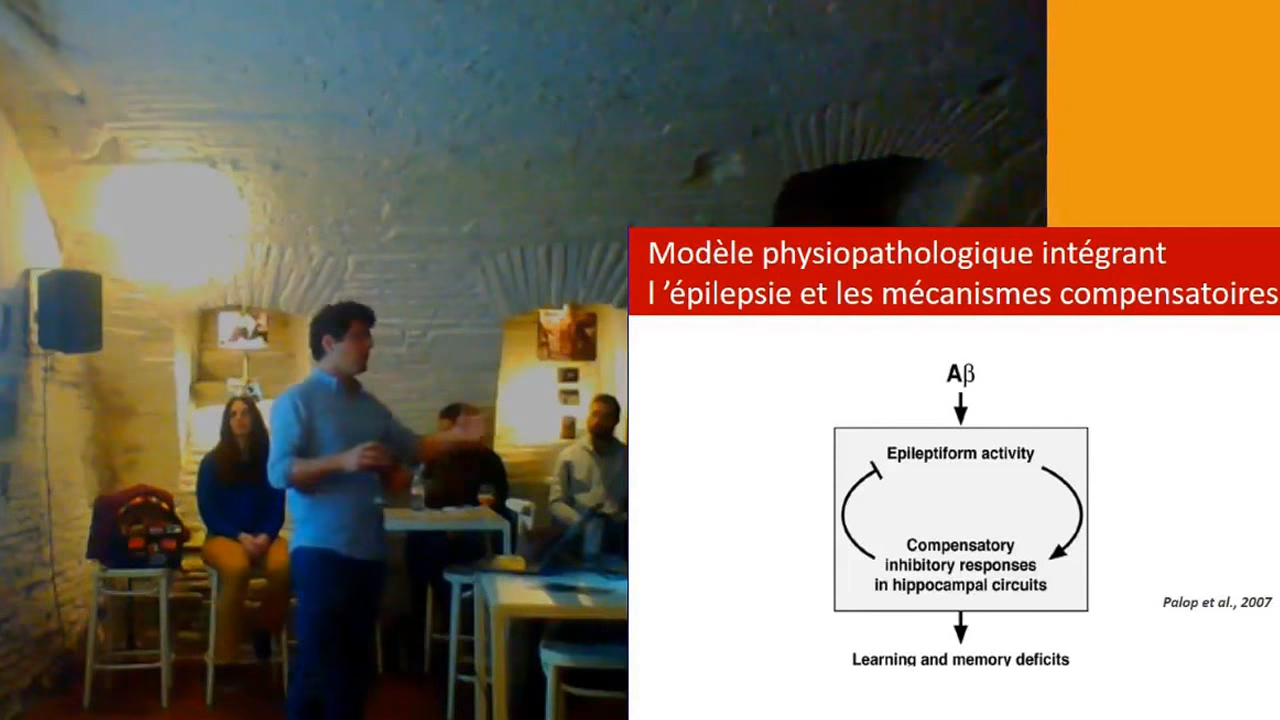 Modèle physiopathologique intégrant
l ’épilepsie et les mécanismes compensatoires
Aβ
Epileptiform activity
Compensatory
inhibitory responses
in hippocampal circuits
Palop et al., 2007
Learning and memory deficits